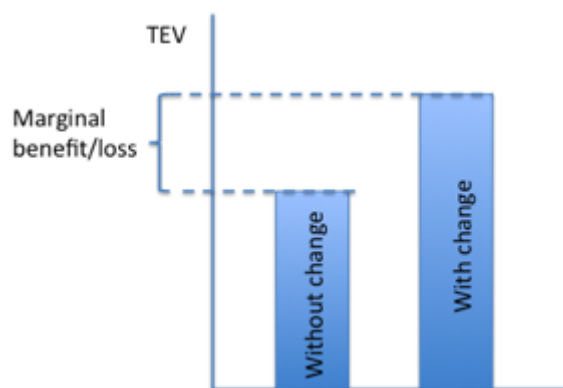 TEV
Marginal
benefit/loss
Without change
With change